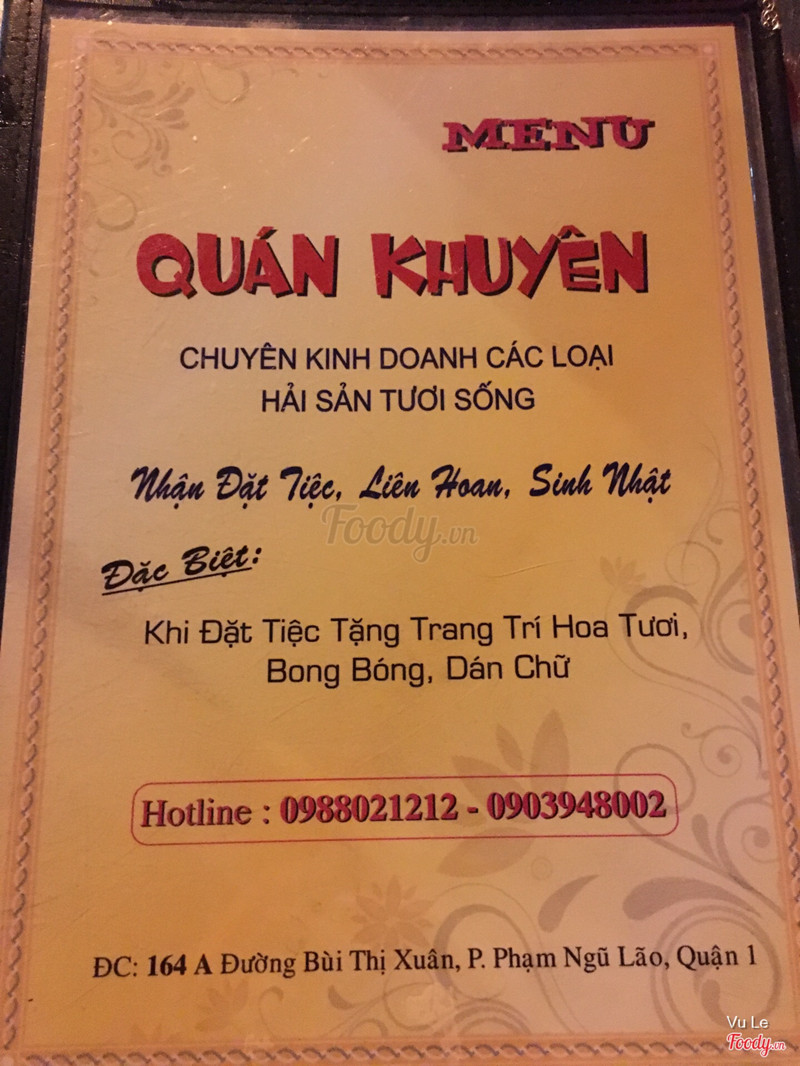 MENU
QUÁN KHUYÊN
CHUYÊN KINH DOANH CÁC LOẠI
HẢI SẢN TƯƠI SỐNG
Nhận Đặt Tiệc, Liên Hoan, Sinh Nhật
Foody.vn
Đặc Biệt:
Khi Đặt Tiệc Tặng Trang Trí Hoa Tươi,
Bong Bóng, Dán Chữ
Hotline : 0988021212 - 0903948002
ĐC: 164 A Đường Bùi Thị Xuân, P. Phạm Ngũ Lão, Quận 1
Vu Le
Foody.vn